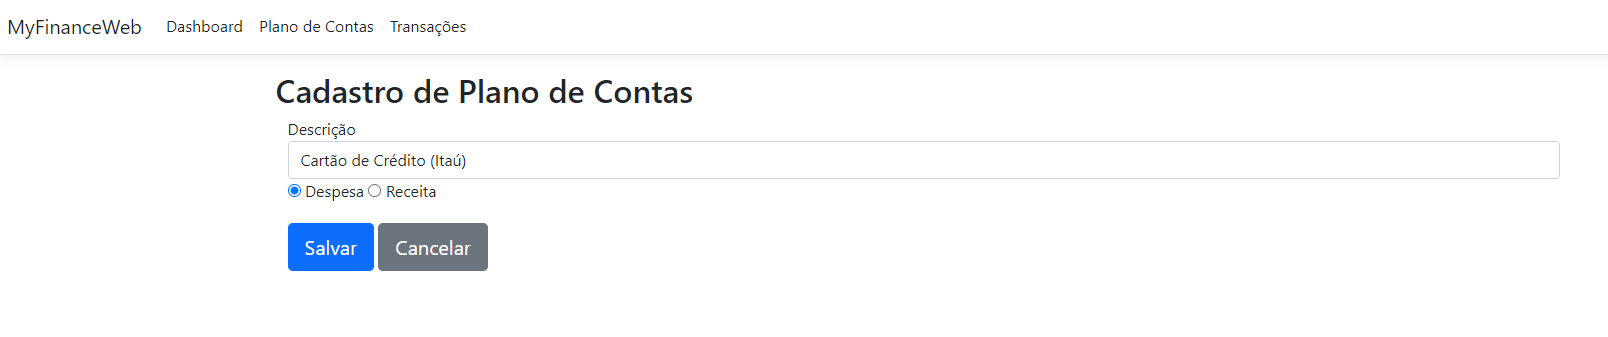 MyFinanceWeb Dashboard Plano de Contas Transações
Cadastro de Plano de Contas
Descrição
Cartão de Crédito (Itaú)
Despesa Receita
Salvar Cancelar